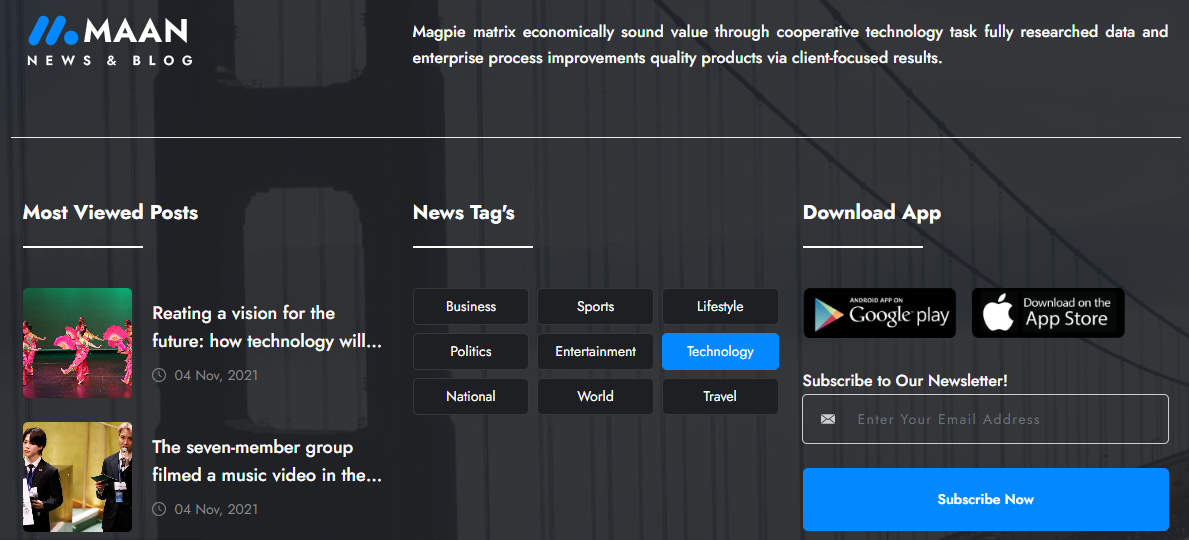 MAAN
NEWS & BLOG
Magpie matrix economically sound value through cooperative technology task fully researched data and
enterprise process improvements quality products via client-focused results.
Most Viewed Posts
Reating a vision for the
future: how technology will...
04 Nov, 2021
The seven-member group
filmed a music video in the...
04 Nov, 2021
News Tag's
Business
Sports
Lifestyle
Politics
Entertainment
Technology
National
World
Travel
Download App
ANDROID APP ON
Google play
Download on the
App Store
Subscribe to Our Newsletter!
Enter Your Email Address
Subscribe Now